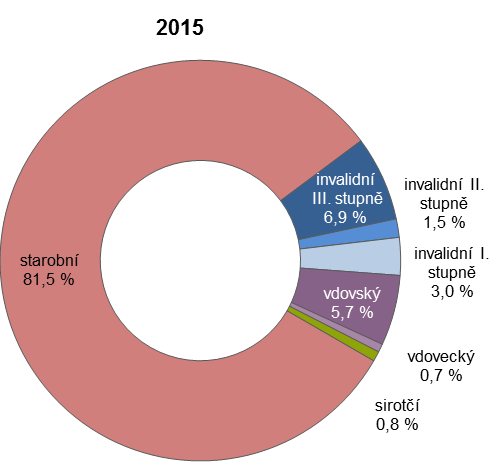 2015
invalidní
III. stupně
6,9 %
invalidní II.
stupně
1,5 %
invalidní I.
stupně
3,0 %
starobní
81,5 %
vdovský
5,7 %
vdovecký
0,7 %
sirotčí
0,8 %